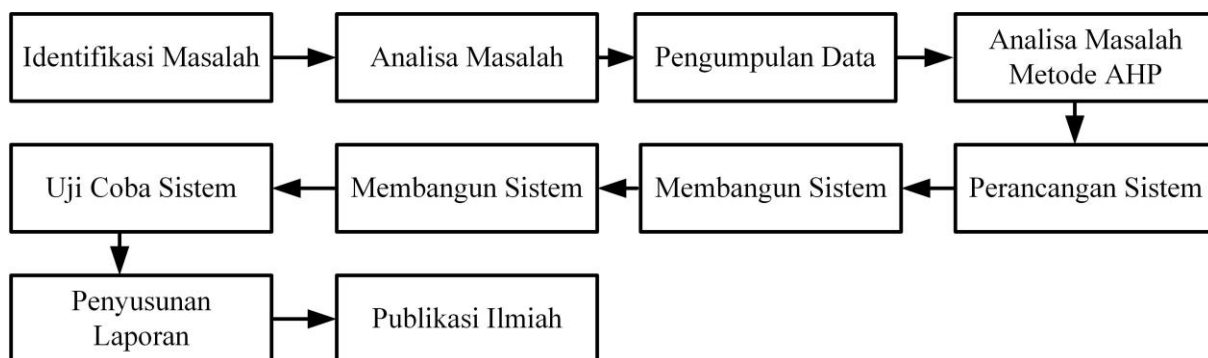 Identifikasi Masalah
Analisa Masalah
Pengumpulan Data
Analisa Masalah
Metode AHP
Uji Coba Sistem
Membangun Sistem
Membangun Sistem
Perancangan Sistem
Penyusunan
Laporan
Publikasi Ilmiah